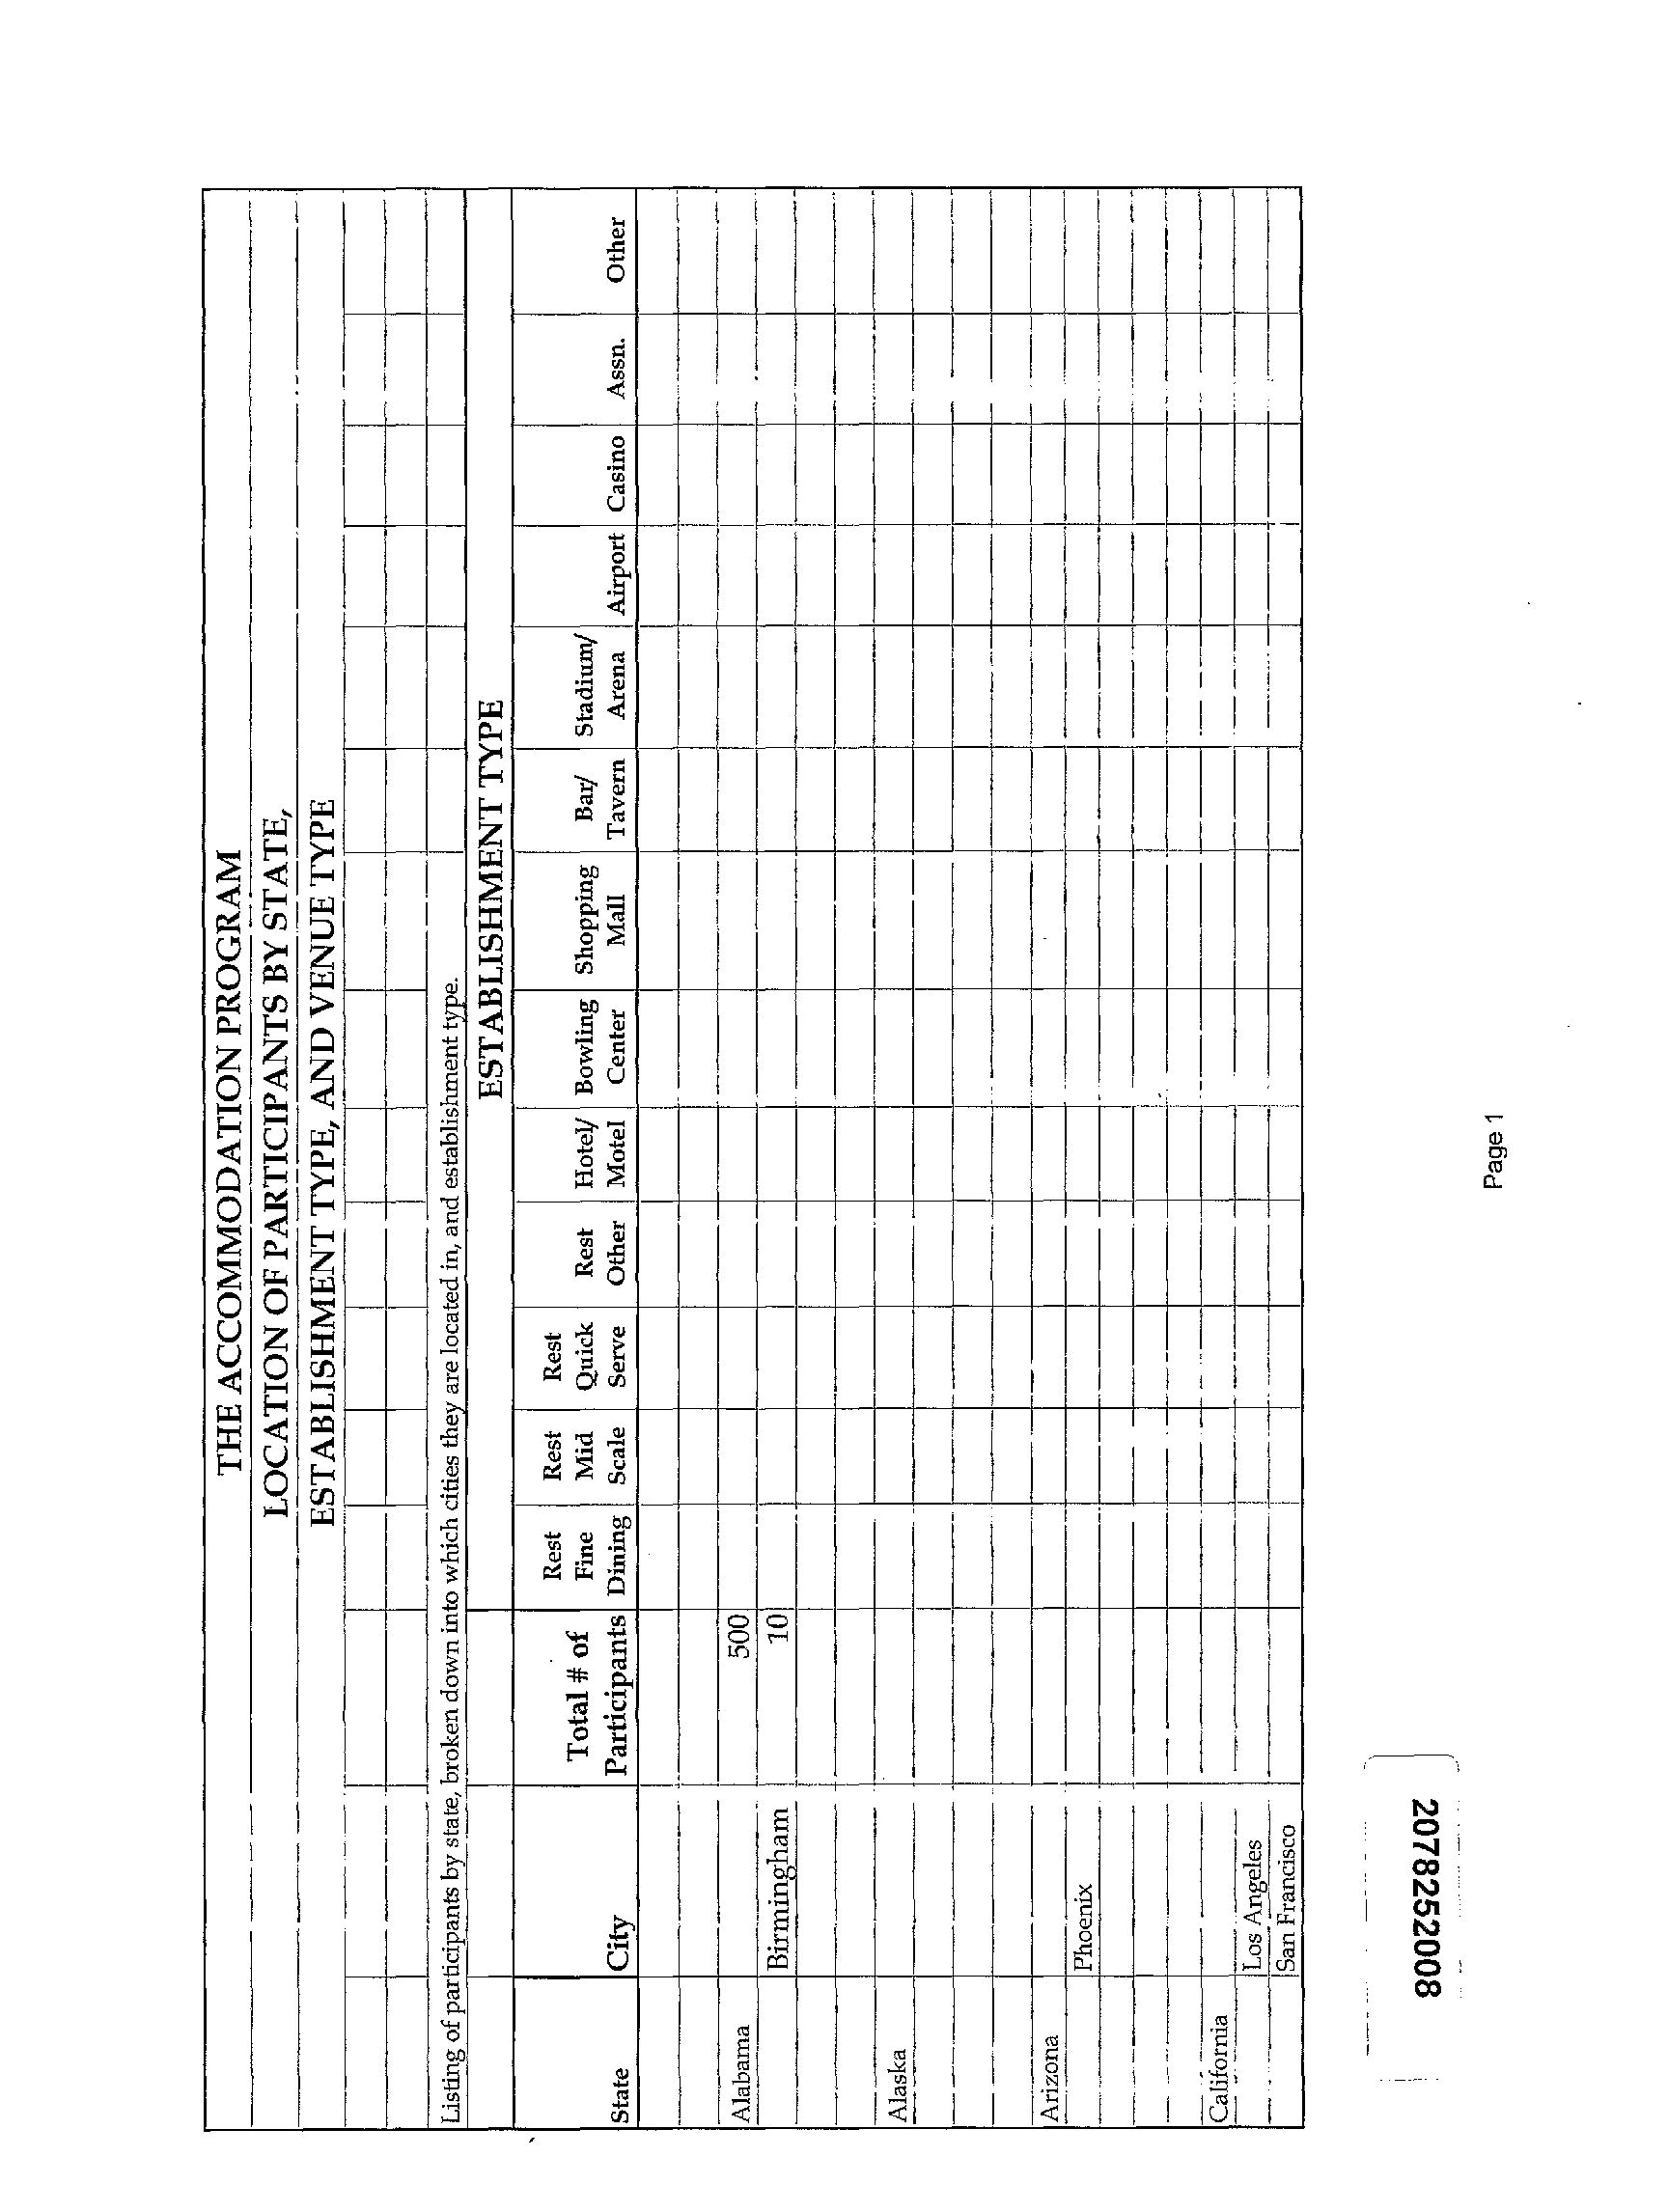 THE ACCOMMODATION PROGRAM
LOCATION OF PARTICIPANTS BY STATE,
ESTABLISHMENT TYPE, AND VENUE TYPE
Listing of participants by state, broken down into which cities they are located in, and establishment type.
ESTABLISHMENT TYPE
State City Total # of Participants Rest Fine Dining Rest Mid Scale Rest Quick Serve Rest Other Hotel/ Motel Bowling Center Shopping Mall Bar/ Tavern Stadium/ Arena Airport Casino Assn. Other
Alabama 500
Birmingham 10
Alaska
Arizona
Phoenix
California
Los Angeles
San Francisco
Page 1
2078252008